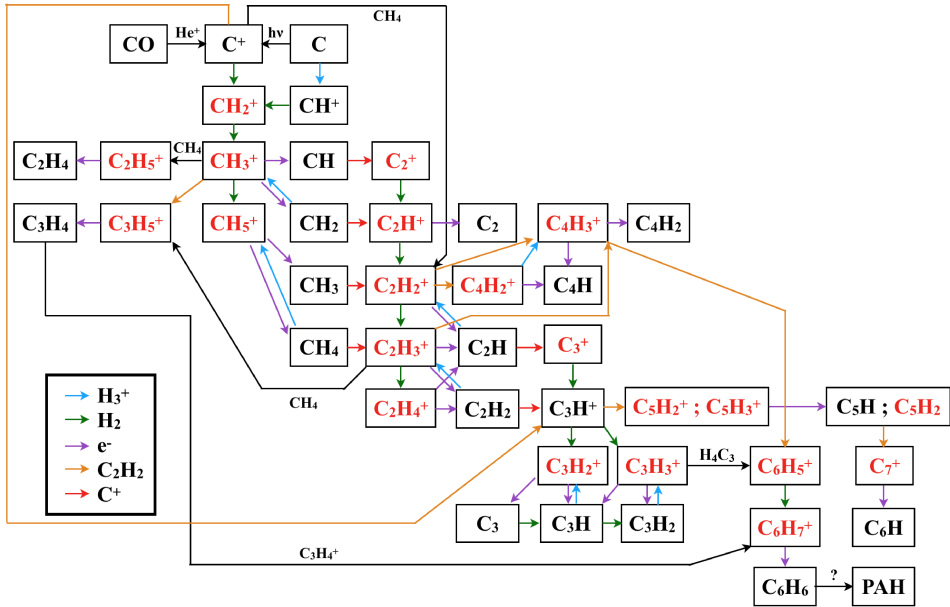 CH₄
He⁺ hν
CO C⁺ C
CH₂⁺ CH⁺
CH₄
C₂H₄ C₂H₅⁺ CH₃⁺ CH C₂⁺
C₃H₄ C₃H₅⁺ CH₅⁺ CH₂ C₂H⁺ C₂ C₄H₃⁺ C₄H₂
CH₃ C₂H₂⁺ C₄H₂⁺ C₄H
CH₄ C₂H₃⁺ C₂H C₃⁺
CH₄
C₂H₄⁺ C₂H₂ C₃H⁺ C₅H₂⁺ ; C₅H₃⁺ C₅H ; C₅H₂
H₃⁺
H₂
e⁻
C₂H₂
C⁺
H₄C₃
C₃H₂⁺ C₃H₃⁺ C₆H₅⁺ C₇⁺
C₃ C₃H C₃H₂ C₆H₇⁺ C₆H
C₃H₄⁺
?
C₆H₆ PAH